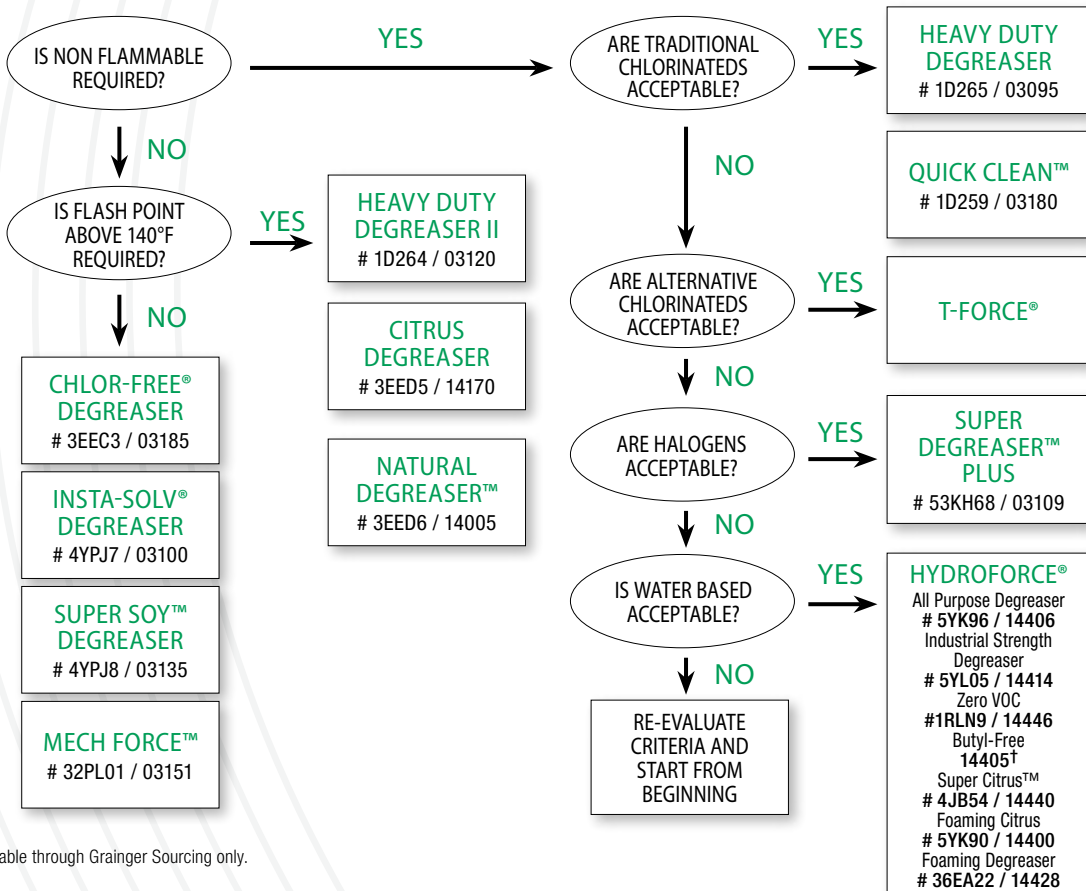 IS NON FLAMMABLE
REQUIRED?
YES
ARE TRADITIONAL
CHLORINATEDS
ACCEPTABLE?
YES
HEAVY DUTY
DEGREASER
# 1D265 / 03095
QUICK CLEAN™
# 1D259 / 03180
NO
NO
IS FLASH POINT
ABOVE 140°F
REQUIRED?
YES
HEAVY DUTY
DEGREASER II
# 1D264 / 03120
CITRUS
DEGREASER
# 3EED5 / 14170
NATURAL
DEGREASER™
# 3EED6 / 14005
NO
CHLOR-FREE®
DEGREASER
# 3EEC3 / 03185
INSTA-SOLV®
DEGREASER
# 4YPJ7 / 03100
SUPER SOY™
DEGREASER
# 4YPJ8 / 03135
MECH FORCE™
# 32PL01 / 03151
ARE ALTERNATIVE
CHLORINATEDS
ACCEPTABLE?
YES
T-FORCE®
NO
ARE HALOGENS
ACCEPTABLE?
YES
SUPER
DEGREASER™
PLUS
# 53KH68 / 03109
NO
IS WATER BASED
ACCEPTABLE?
YES
HYDROFORCE®
All Purpose Degreaser
# 5YK96 / 14406
Industrial Strength
Degreaser
# 5YL05 / 14414
Zero VOC
#1RLN9 / 14446
Butyl-Free
14405†
Super Citrus™
# 4JB54 / 14440
Foaming Citrus
# 5YK90 / 14400
Foaming Degreaser
# 36EA22 / 14428
NO
RE-EVALUATE
CRITERIA AND
START FROM
BEGINNING
able through Grainger Sourcing only.